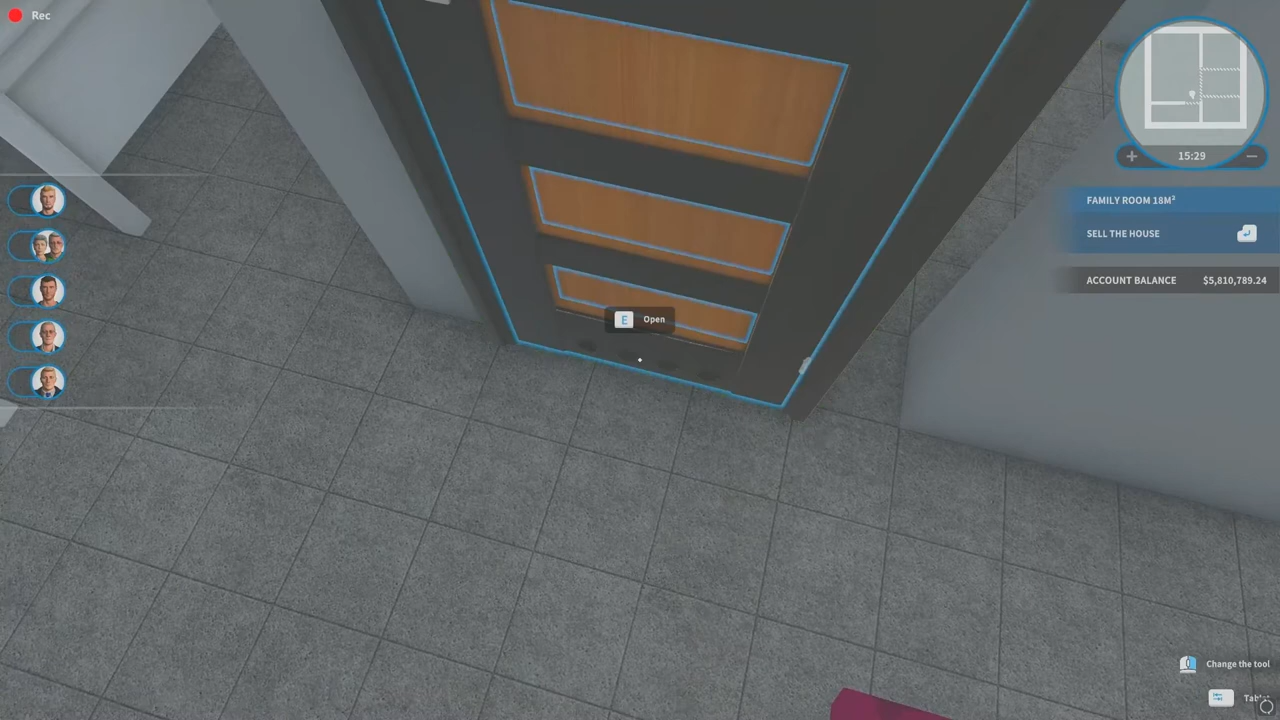 Rec
15:29
FAMILY ROOM 18M²
SELL THE HOUSE
ACCOUNT BALANCE $5,810,789.24
E Open
Change the tool
Tablet